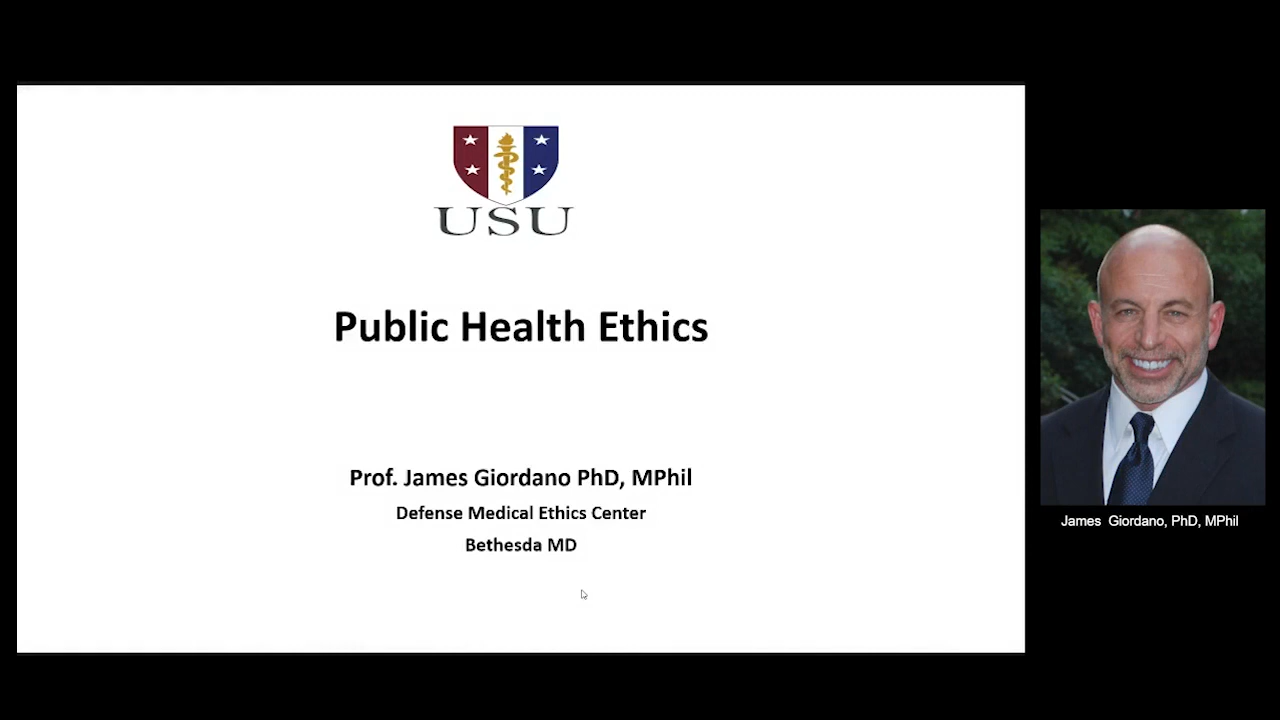 USU
Public Health Ethics
Prof. James Giordano PhD, MPhil
Defense Medical Ethics Center
Bethesda MD
James Giordano, PhD, MPhil